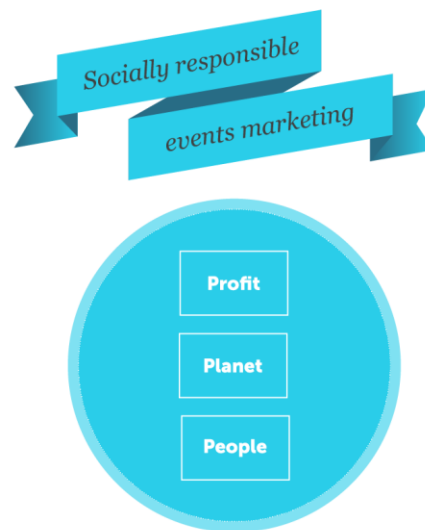 Socially responsible
events marketing
Profit
Planet
People